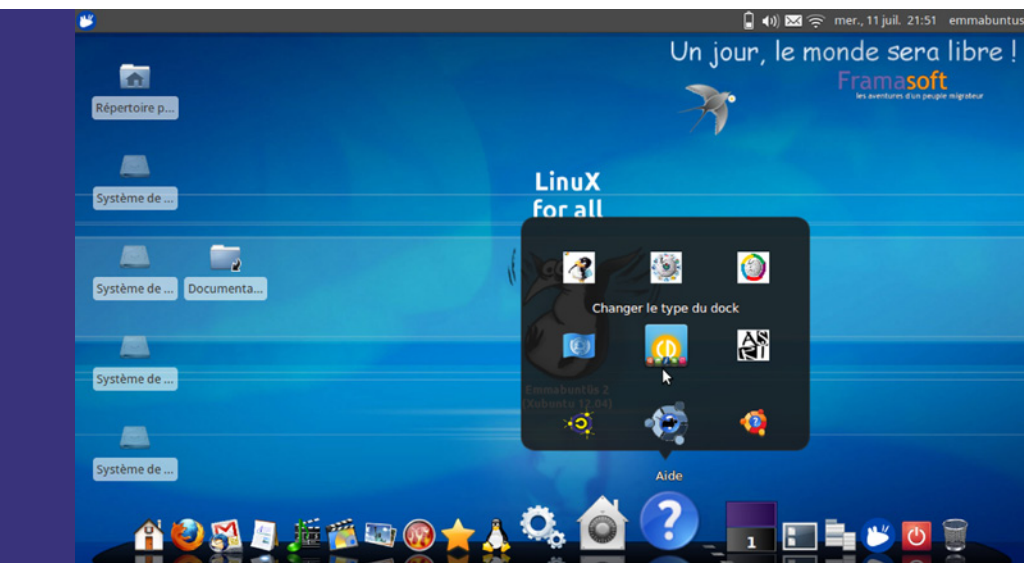 mer., 11 juil. 21:51 emmabuntus
Un jour, le monde sera libre !
Framasoft
les aventures d'un peuple migrateur
Répertoire p...
Système de ...
LinuX
for all
Système de ...
Documenta...
Changer le type du dock
Système de ...
Emmabuntüs 2
(Xubuntu 12.04)
Système de ...
Aide
1